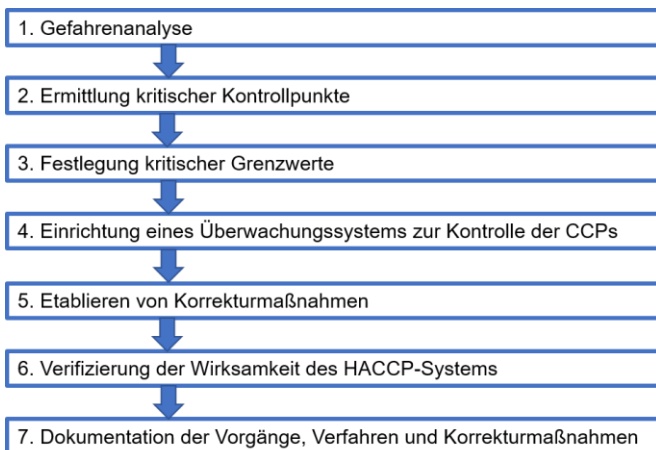 1. Gefahrenanalyse
2. Ermittlung kritischer Kontrollpunkte
3. Festlegung kritischer Grenzwerte
4. Einrichtung eines Überwachungssystems zur Kontrolle der CCPs
5. Etablieren von Korrekturmaßnahmen
6. Verifizierung der Wirksamkeit des HACCP-Systems
7. Dokumentation der Vorgänge, Verfahren und Korrekturmaßnahmen